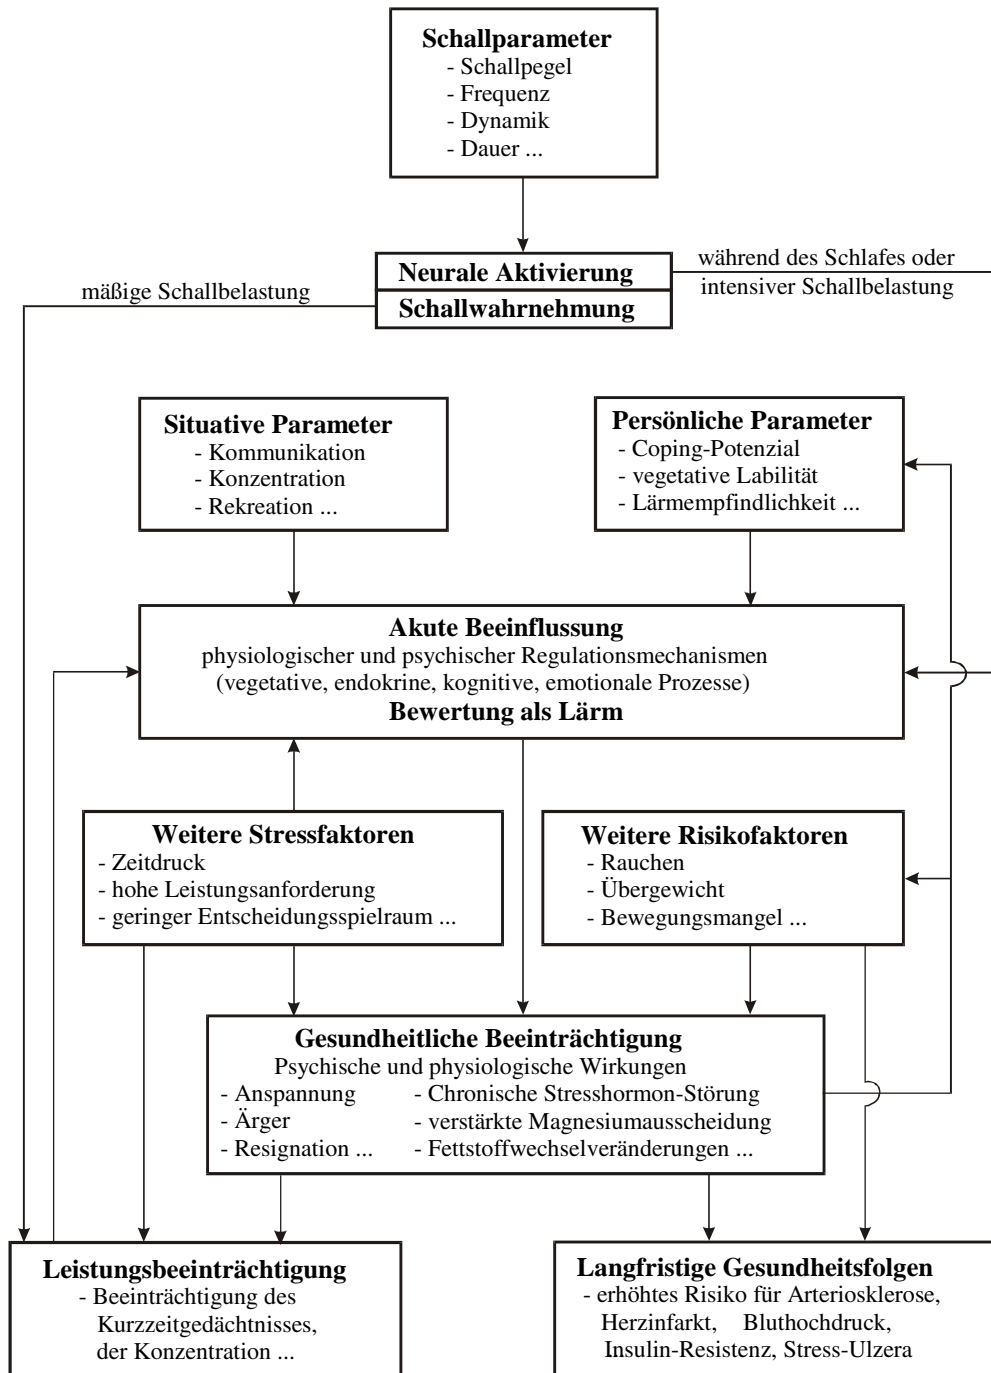 Schallparameter
- Schallpegel
- Frequenz
- Dynamik
- Dauer ...
Neurale Aktivierung
Schallwahrnehmung
während des Schlafes oder
intensiver Schallbelastung
mäßige Schallbelastung
Situative Parameter
- Kommunikation
- Konzentration
- Rekreation ...
Persönliche Parameter
- Coping-Potenzial
- vegetative Labilität
- Lärmempfindlichkeit ...
Akute Beeinflussung
physiologischer und psychischer Regulationsmechanismen
(vegetative, endokrine, kognitive, emotionale Prozesse)
Bewertung als Lärm
Weitere Stressfaktoren
- Zeitdruck
- hohe Leistungsanforderung
- geringer Entscheidungsspielraum ...
Weitere Risikofaktoren
- Rauchen
- Übergewicht
- Bewegungsmangel ...
Gesundheitliche Beeinträchtigung
Psychische und physiologische Wirkungen
- Anspannung
- Ärger
- Resignation ...
- Chronische Stresshormon-Störung
- verstärkte Magnesiumausscheidung
- Fettstoffwechselveränderungen ...
Leistungsbeeinträchtigung
- Beeinträchtigung des
Kurzzeitgedächtnisses,
der Konzentration ...
Langfristige Gesundheitsfolgen
- erhöhtes Risiko für Arteriosklerose,
Herzinfarkt, Bluthochdruck,
Insulin-Resistenz, Stress-Ulzera